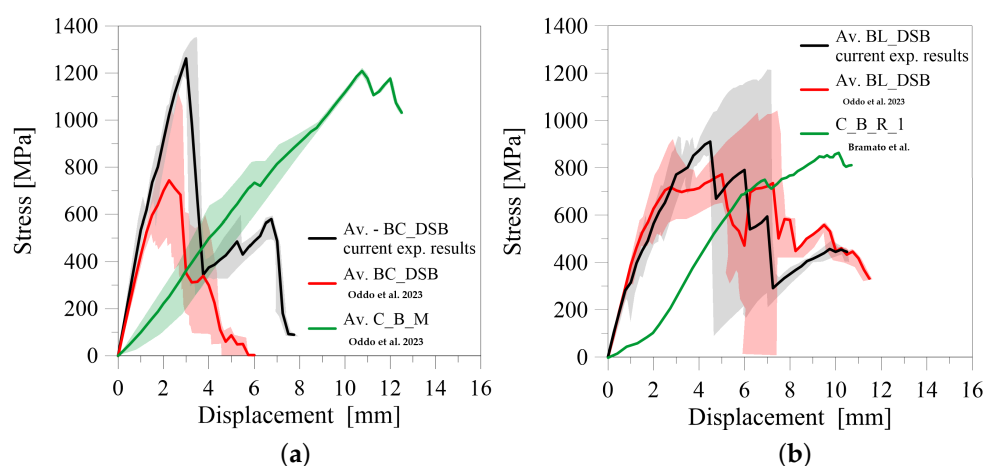 1400
1200
1000
800
600
400
200
0
Stress [MPa]
0 2 4 6 8 10 12 14 16
Displacement [mm]
Av. - BC_DSB
current exp. results
Av. BC_DSB
Oddo et al. 2023
Av. C_B_M
Oddo et al. 2023
(a)
1400
1200
1000
800
600
400
200
0
Stress [MPa]
0 2 4 6 8 10 12 14 16
Displacement [mm]
Av. BL_DSB
current exp. results
Av. BL_DSB
Oddo et al. 2023
C_B_R_1
Bramato et al.
(b)